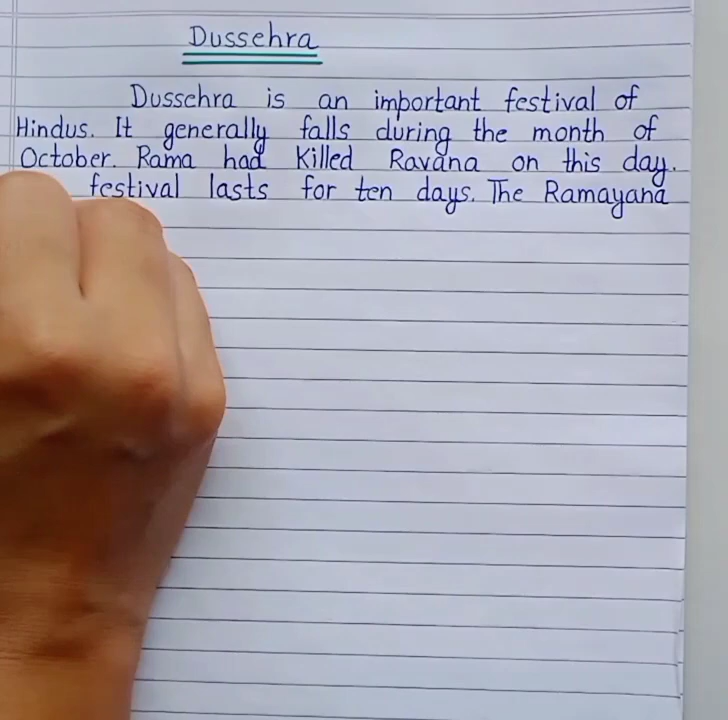 Dussehra
Dussehra is an important festival of
Hindus. It generally falls during the month of
October. Rama had Killed Ravana on this day.
festival lasts for ten days. The Ramayana